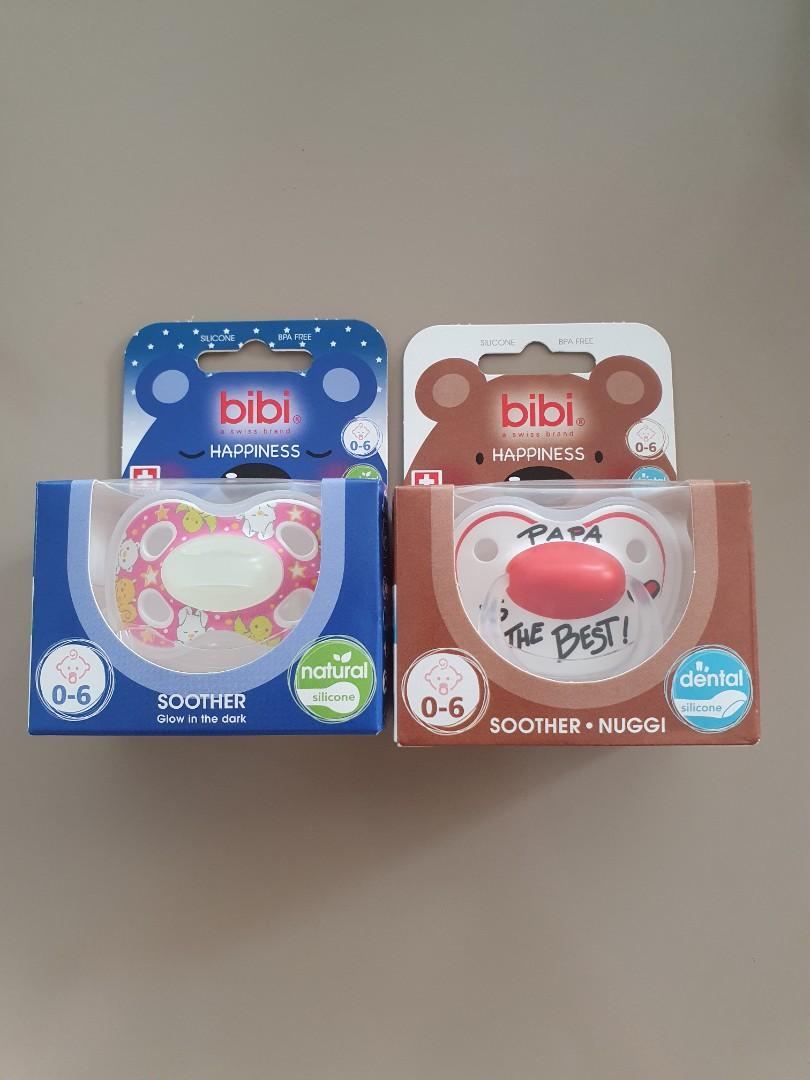 SILICONE BPA FREE
bibi®
a swiss brand
HAPPINESS
0-6
0-6
natural
silicone
SOOTHER
Glow in the dark
SILICONE BPA FREE
bibi®
a swiss brand
HAPPINESS
0-6
PAPA
THE BEST!
0-6
dental
silicone
SOOTHER • NUGGI